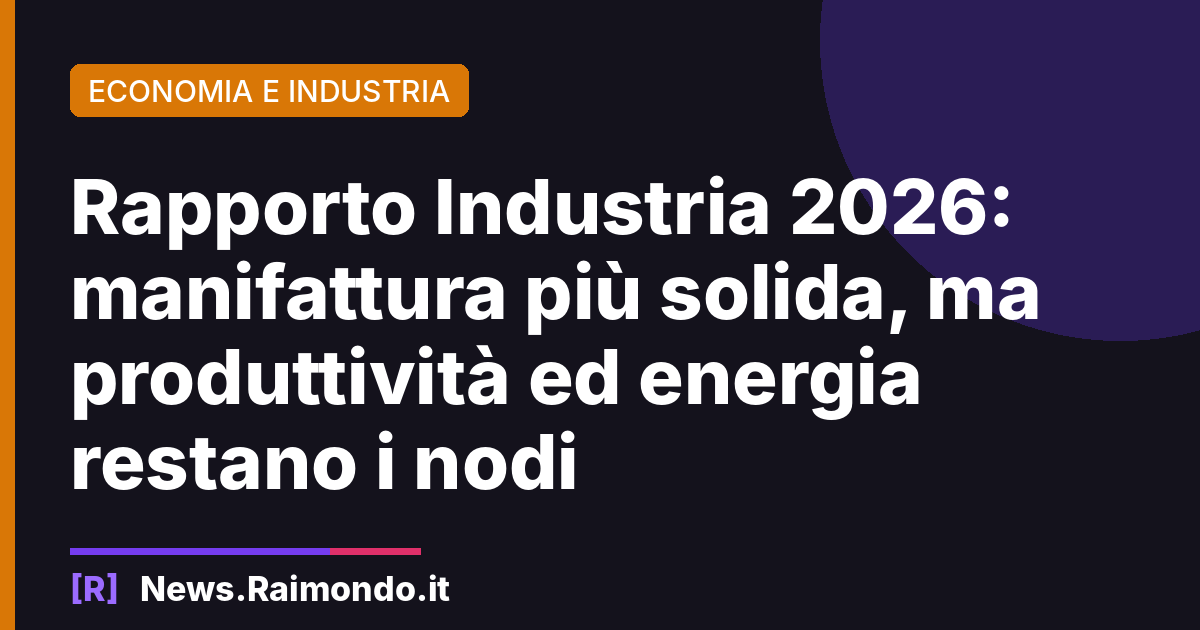 ECONOMIA E INDUSTRIA
Rapporto Industria 2026:
manifattura più solida, ma
produttività ed energia
restano i nodi
[R] News.Raimondo.it